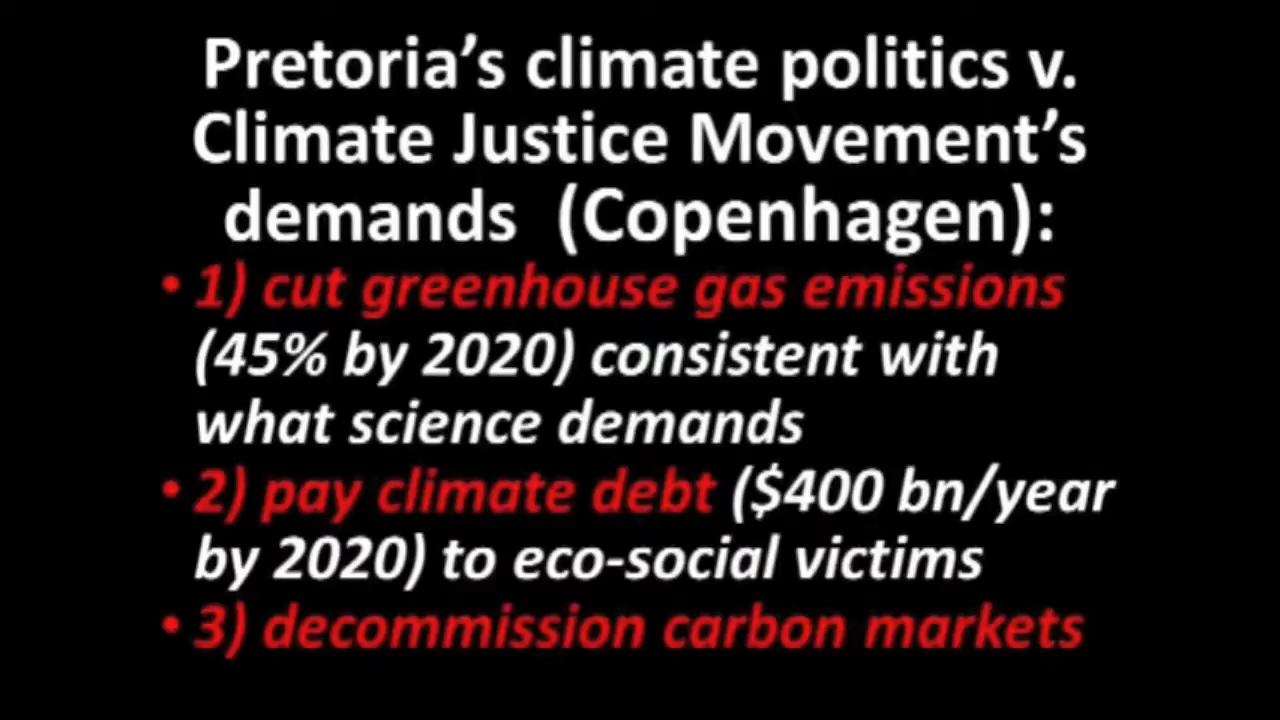 Pretoria's climate politics v.
Climate Justice Movement's
demands (Copenhagen):
• 1) cut greenhouse gas emissions
(45% by 2020) consistent with
what science demands
• 2) pay climate debt ($400 bn/year
by 2020) to eco-social victims
• 3) decommission carbon markets